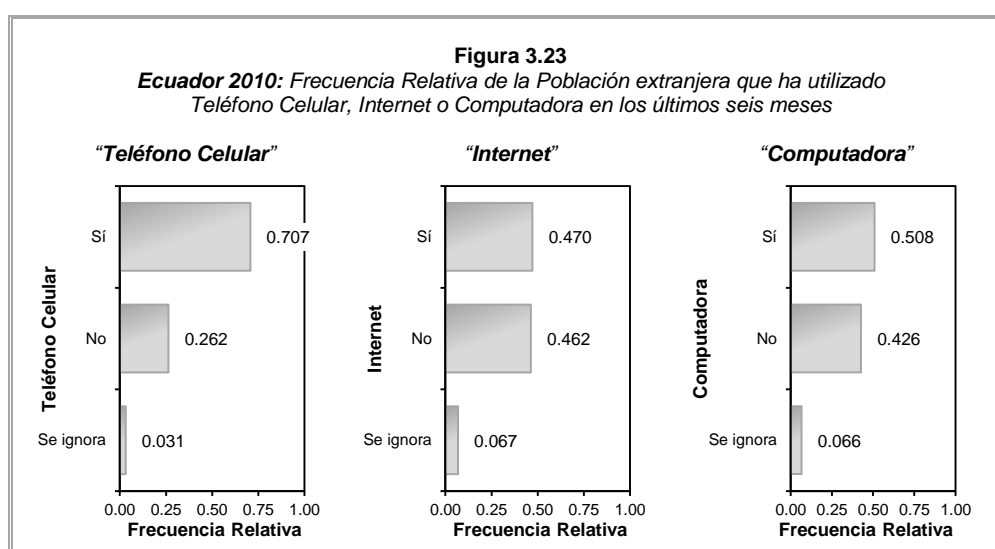 Figura 3.23
Ecuador 2010: Frecuencia Relativa de la Población extranjera que ha utilizado
Teléfono Celular, Internet o Computadora en los últimos seis meses
“Teléfono Celular”
Teléfono Celular
Sí
0.707
No
0.262
Se ignora
0.031
0.00 0.25 0.50 0.75 1.00
Frecuencia Relativa
“Internet”
Internet
Sí
0.470
No
0.462
Se ignora
0.067
0.00 0.25 0.50 0.75 1.00
Frecuencia Relativa
“Computadora”
Computadora
Sí
0.508
No
0.426
Se ignora
0.066
0.00 0.25 0.50 0.75 1.00
Frecuencia Relativa